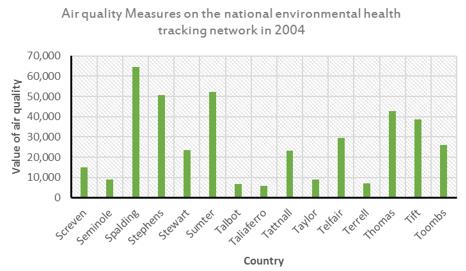 Air quality Measures on the national environmental health
tracking network in 2004
Value of air quality
70,000
60,000
50,000
40,000
30,000
20,000
10,000
0
Screven
Seminole
Spalding
Stephens
Stewart
Sumter
Talbot
Taliaferro
Tattnall
Taylor
Telfair
Terrell
Thomas
Tift
Toombs
Country